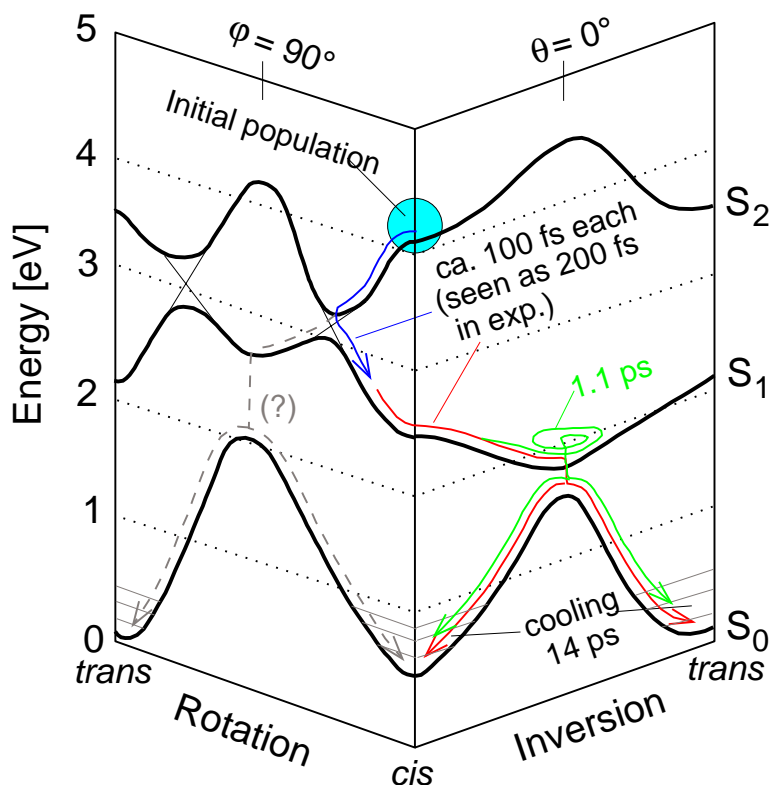 5
4
3
2
1
0
Energy [eV]
φ = 90°
θ = 0°
Initial
population
ca. 100 fs each
(seen as 200 fs
in exp.)
1.1 ps
(?)
cooling
14 ps
S2
S1
S0
trans
Rotation
cis
Inversion
trans